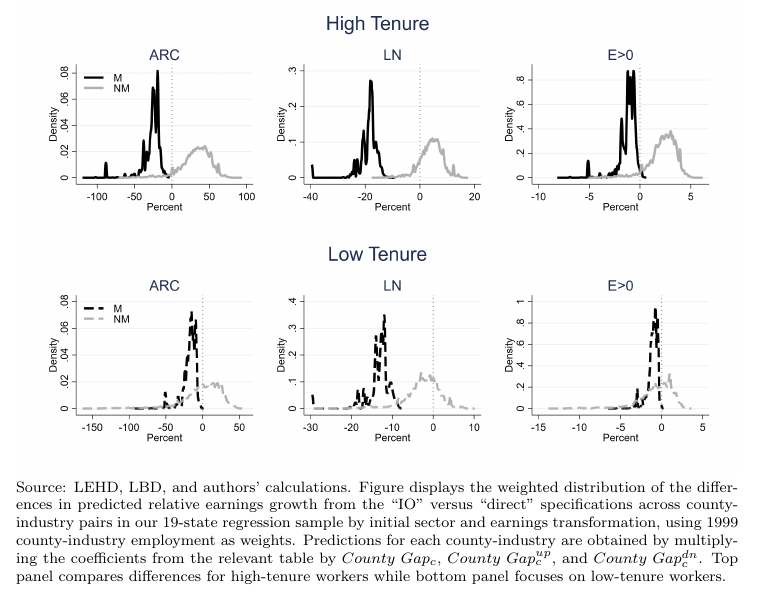 High Tenure
ARC
LN
E>0
M
NM
Density
0 .02 .04 .06 .08
-100 -50 0 50 100
Percent
Density
0 .1 .2 .3
-40 -20 0 20
Percent
Density
0 .2 .4 .6 .8
-10 -5 0 5
Percent
Low Tenure
ARC
LN
E>0
M
NM
Density
0 .02 .04 .06 .08
-150 -100 -50 0 50
Percent
Density
0 .1 .2 .3 .4
-30 -20 -10 0 10
Percent
Density
0 .2 .4 .6 .8 1
-15 -10 -5 0 5
Percent
Source: LEHD, LBD, and authors' calculations. Figure displays the weighted distribution of the differ-
ences in predicted relative earnings growth from the “IO” versus “direct” specifications across county-
industry pairs in our 19-state regression sample by initial sector and earnings transformation, using 1999
county-industry employment as weights. Predictions for each county-industry are obtained by multiply-
ing the coefficients from the relevant table by County Gap_c, County Gap_c^up, and County Gap_c^dn. Top
panel compares differences for high-tenure workers while bottom panel focuses on low-tenure workers.